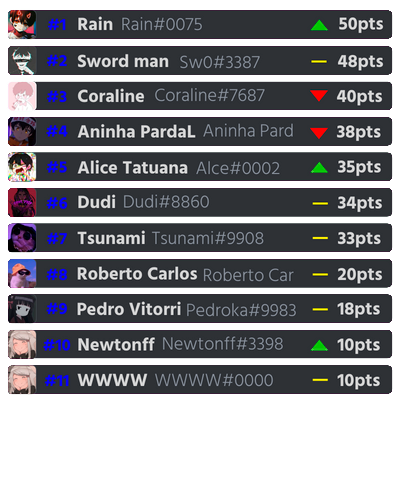 #1 Rain Rain#0075 50pts
#2 Sword man Sw0#3387 48pts
#3 Coraline Coraline#7687 40pts
#4 Aninha PardaL Aninha Pard 38pts
#5 Alice Tatuana Alce#0002 35pts
#6 Dudi Dudi#8860 34pts
#7 Tsunami Tsunami#9908 33pts
#8 Roberto Carlos Roberto Car 20pts
#9 Pedro Vitorri Pedroka#9983 18pts
#10 Newtonff Newtonff#3398 10pts
#11 WWWW WWWW#0000 10pts